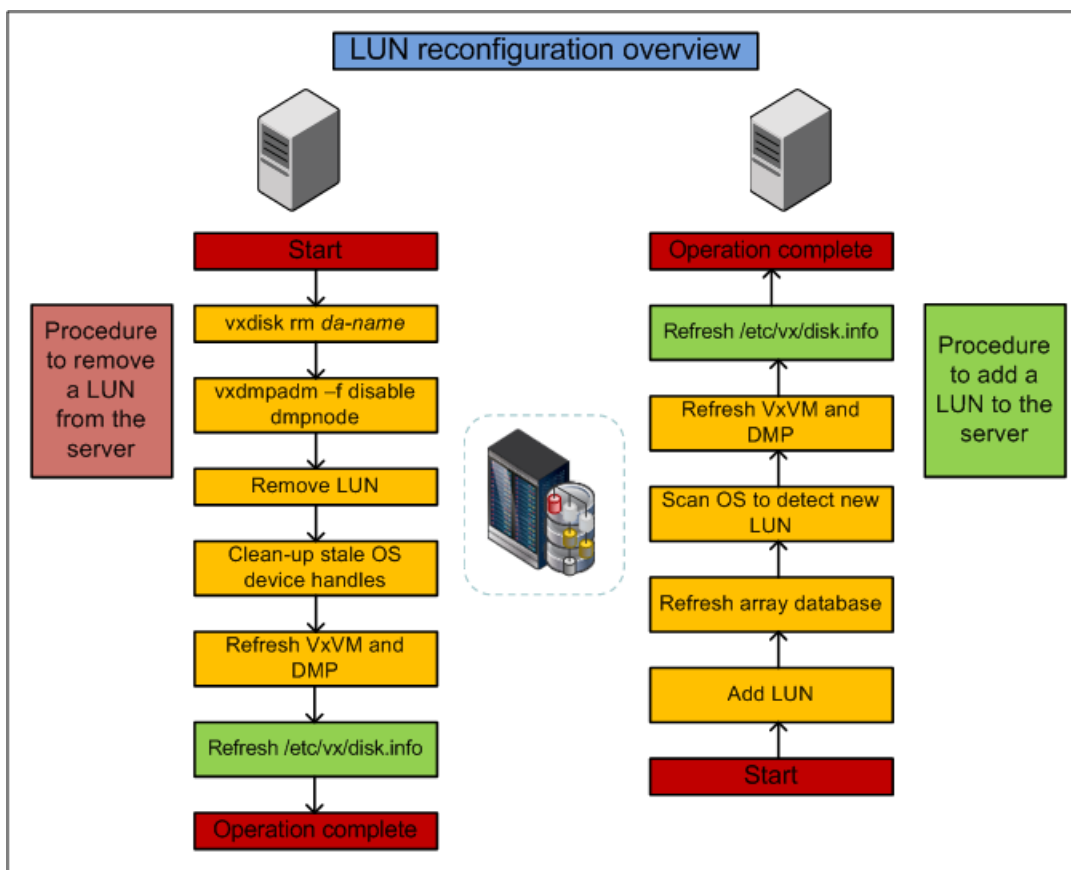 LUN reconfiguration overview
Start
vxdisk rm da-name
vxdmpadm –f disable
dmpnode
Remove LUN
Clean-up stale OS
device handles
Refresh VxVM and
DMP
Refresh /etc/vx/disk.info
Operation complete
Procedure
to remove
a LUN
from the
server
Operation complete
Refresh /etc/vx/disk.info
Refresh VxVM and
DMP
Scan OS to detect new
LUN
Refresh array database
Add LUN
Start
Procedure
to add a
LUN to the
server